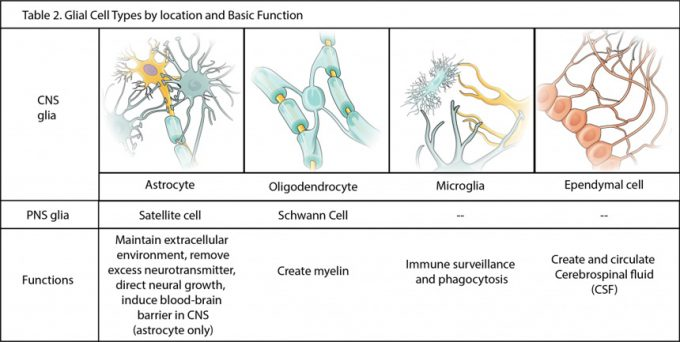 Table 2. Glial Cell Types by location and Basic Function
CNS
glia
Astrocyte
Oligodendrocyte
Microglia
Ependymal cell
PNS glia
Satellite cell
Schwann Cell
--
--
Functions
Maintain extracellular
environment, remove
excess neurotransmitter,
direct neural growth,
induce blood-brain
barrier in CNS
(astrocyte only)
Create myelin
Immune surveillance
and phagocytosis
Create and circulate
Cerebrospinal fluid
(CSF)